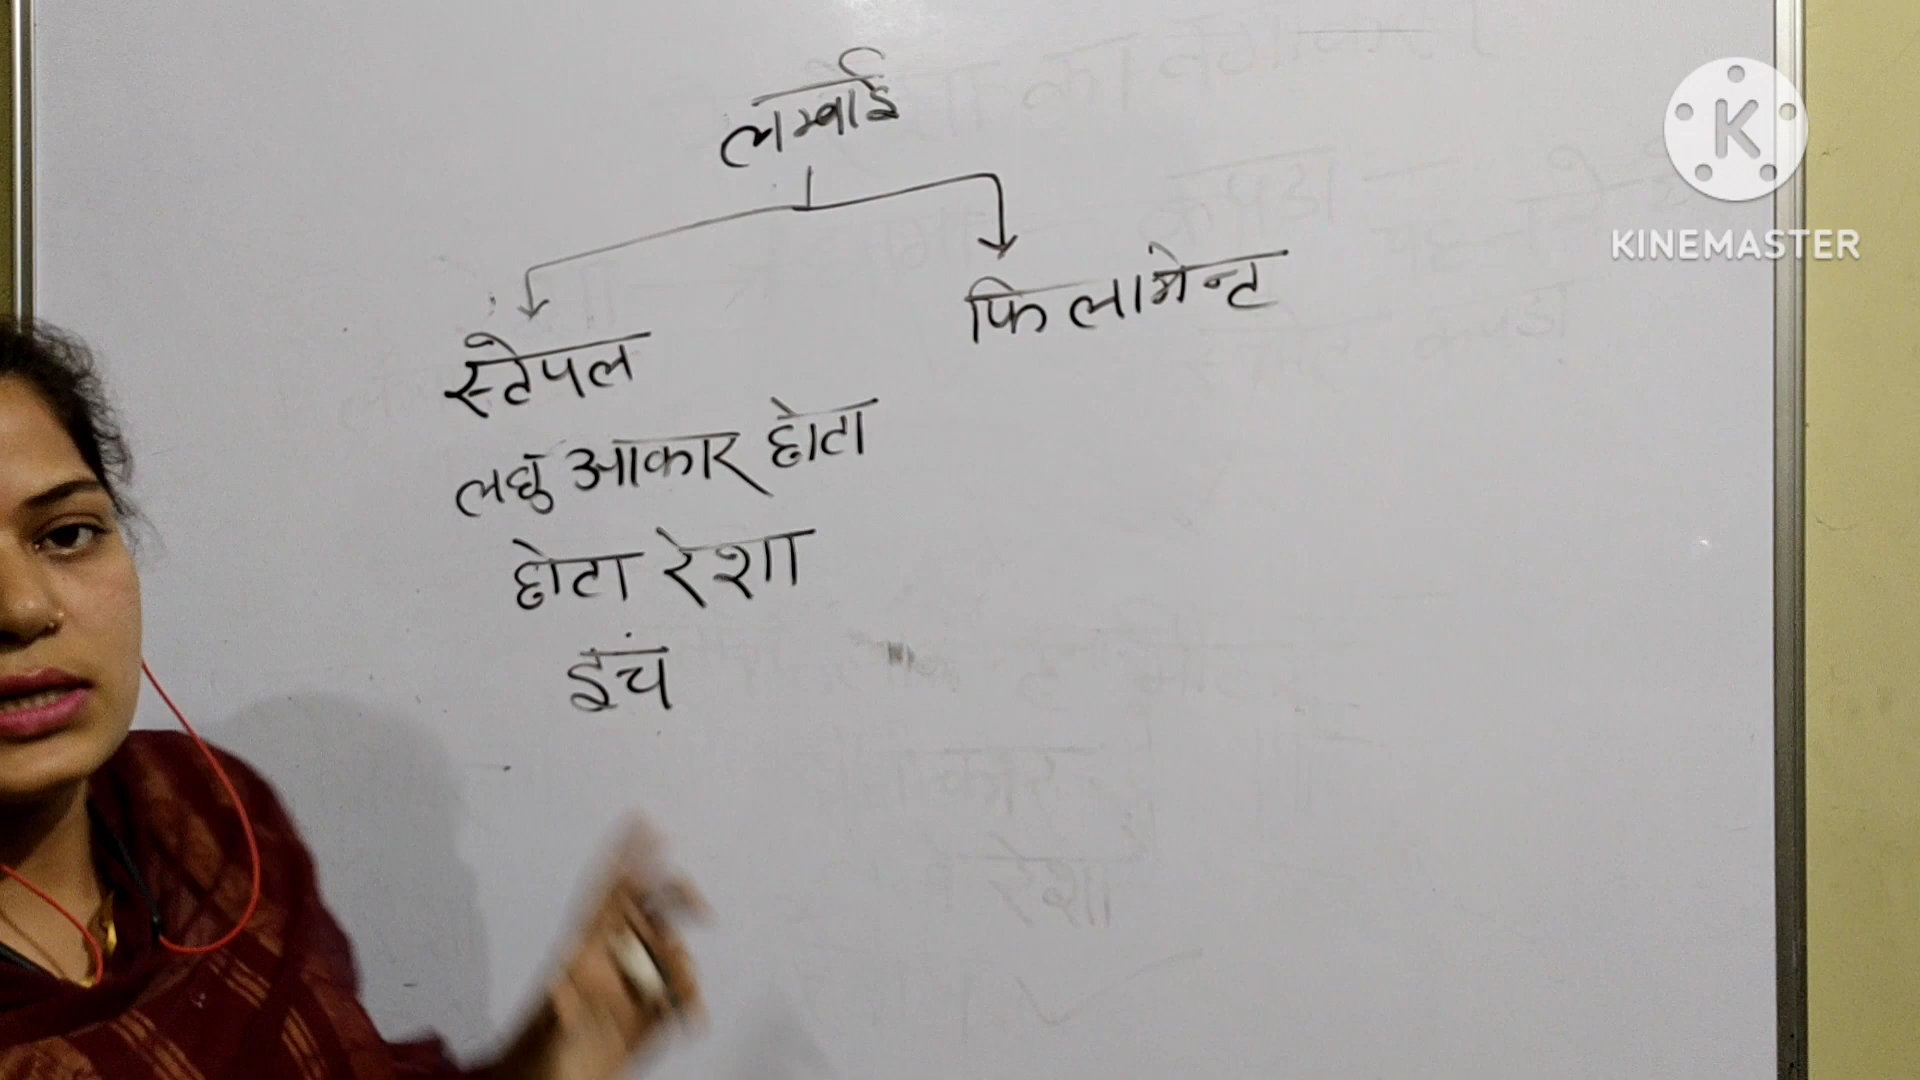 लम्बाई
स्टेपल
फिलामेन्ट
लघु आकार छोटा
छोटा रेशा
इंच
रेशा
KINEMASTER